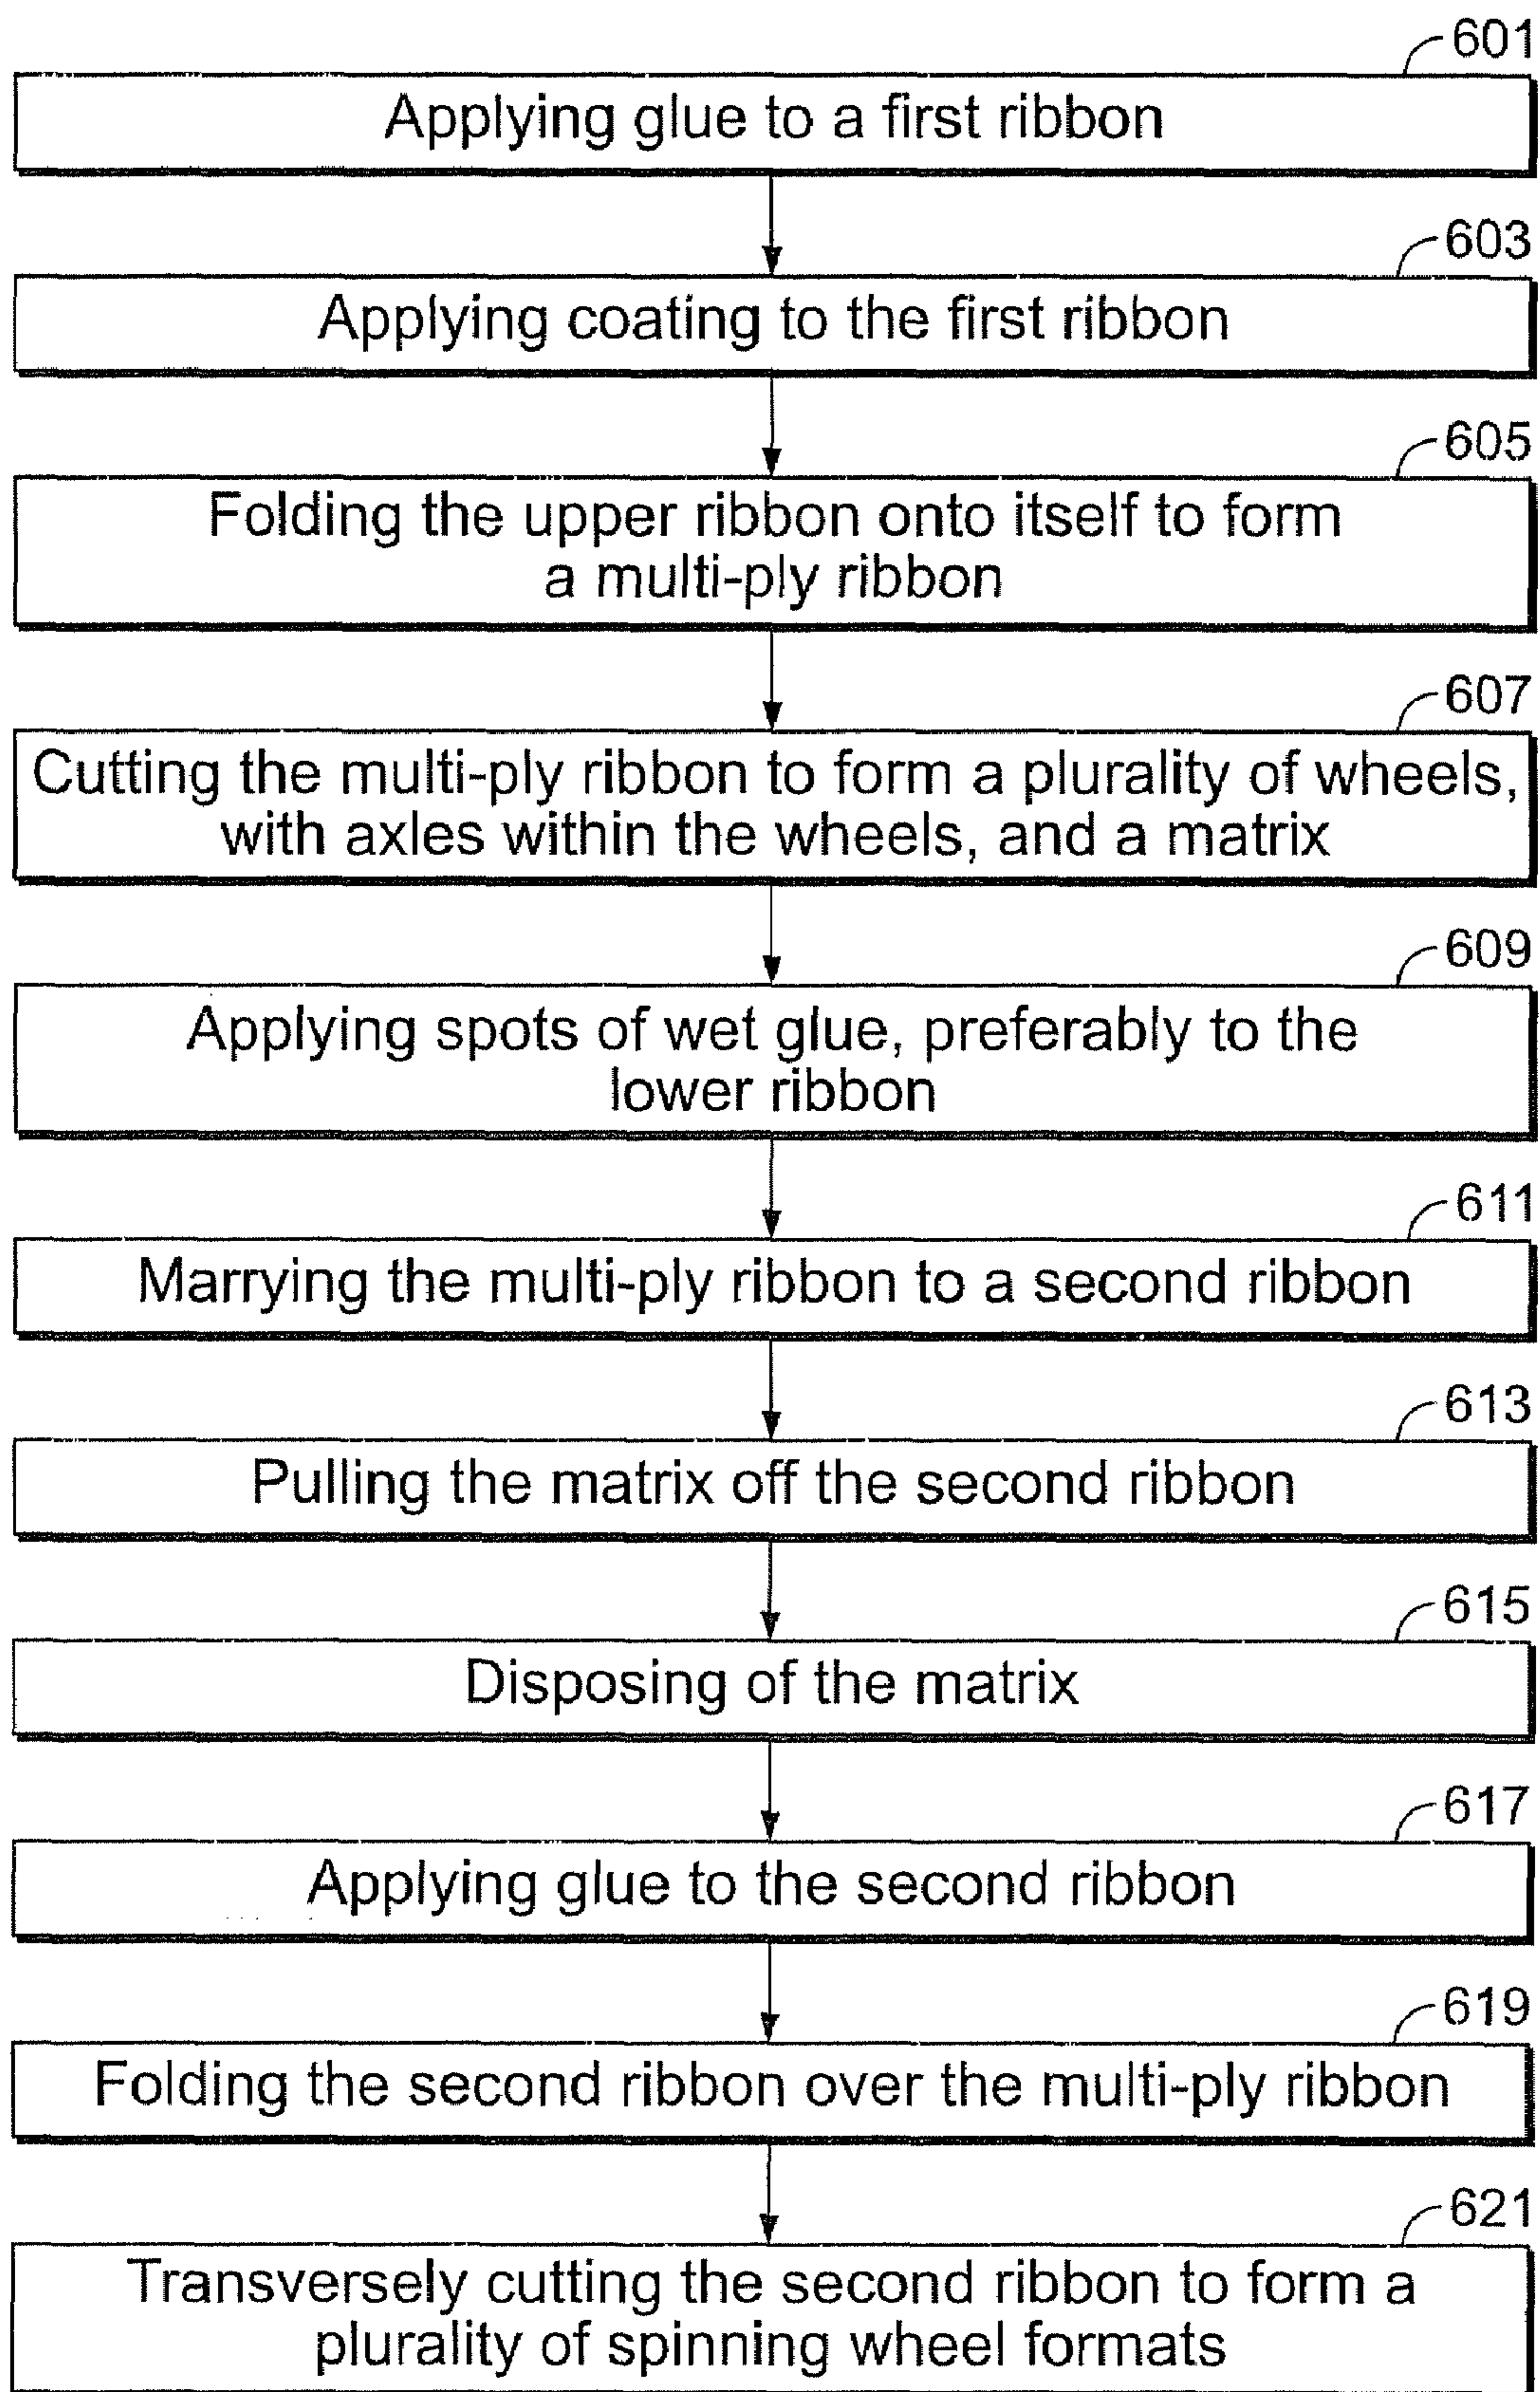 601
Applying glue to a first ribbon
603
Applying coating to the first ribbon
605
Folding the upper ribbon onto itself to form
a multi-ply ribbon
607
Cutting the multi-ply ribbon to form a plurality of wheels,
with axles within the wheels, and a matrix
609
Applying spots of wet glue, preferably to the
lower ribbon
611
Marrying the multi-ply ribbon to a second ribbon
613
Pulling the matrix off the second ribbon
615
Disposing of the matrix
617
Applying glue to the second ribbon
619
Folding the second ribbon over the multi-ply ribbon
621
Transversely cutting the second ribbon to form a
plurality of spinning wheel formats